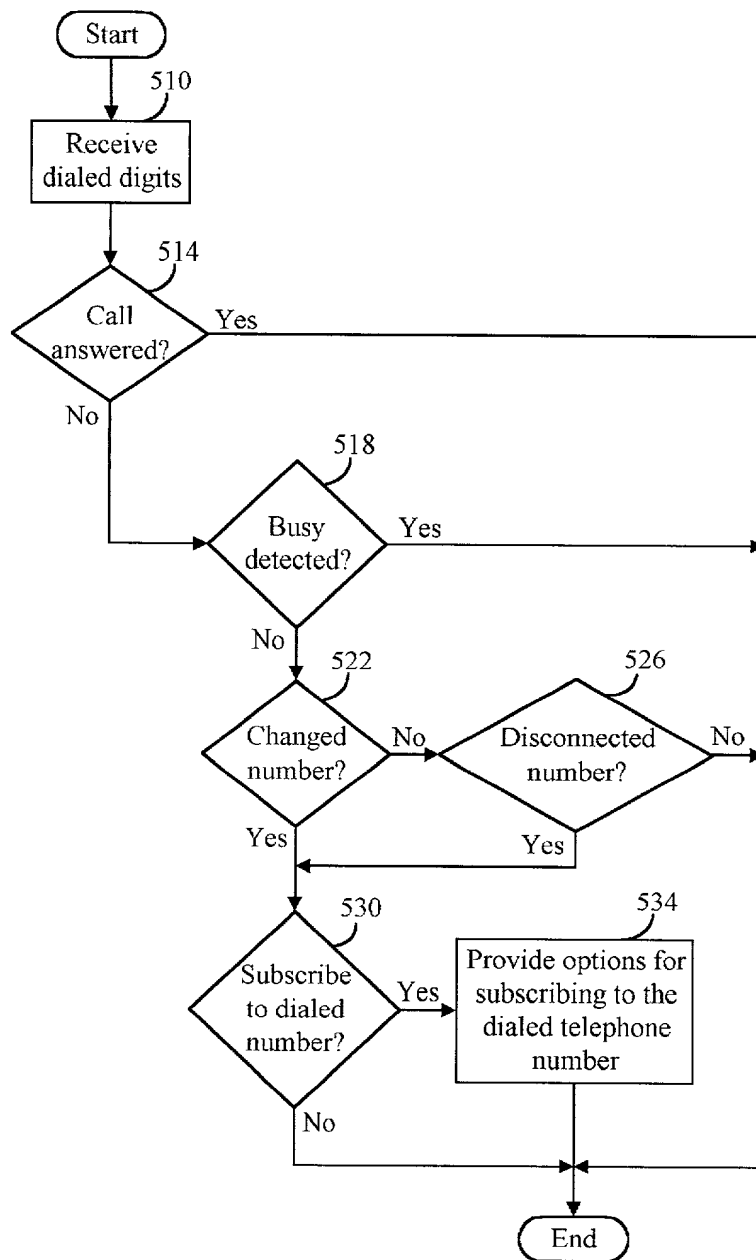 Start
510
Receive
dialed digits
514
Call
answered?
Yes
No
518
Busy
detected?
Yes
No
522
Changed
number?
No
526
Disconnected
number?
No
Yes
Yes
530
Subscribe
to dialed
number?
Yes
534
Provide options for
subscribing to the
dialed telephone
number
No
End